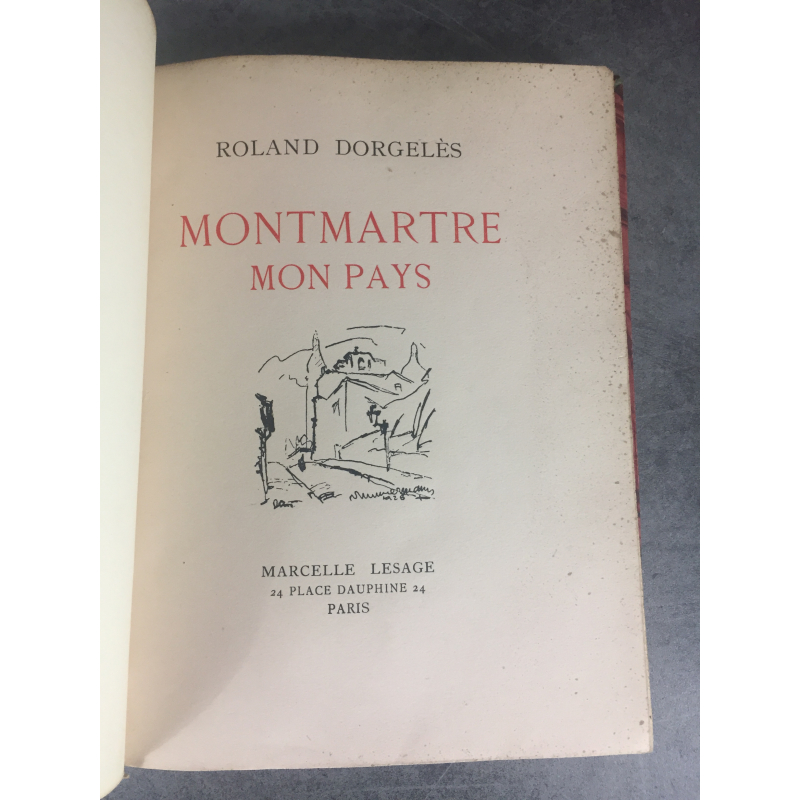 ROLAND DORGELÈS
MONTMARTRE
MON PAYS
MARCELLE LESAGE
24 PLACE DAUPHINE 24
PARIS